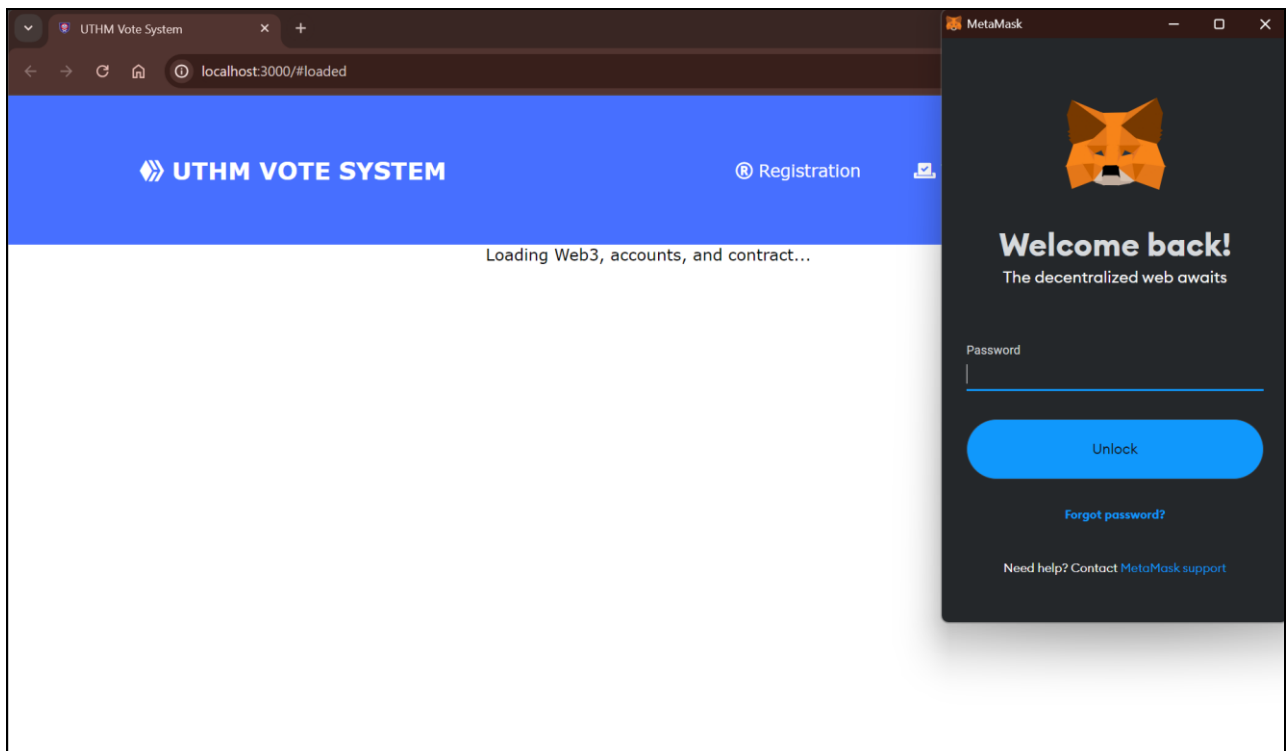 UTHM Vote System
MetaMask
localhost:3000/#loaded
UTHM VOTE SYSTEM
® Registration
Loading Web3, accounts, and contract...
Welcome back!
The decentralized web awaits
Password
Unlock
Forgot password?
Need help? Contact MetaMask support